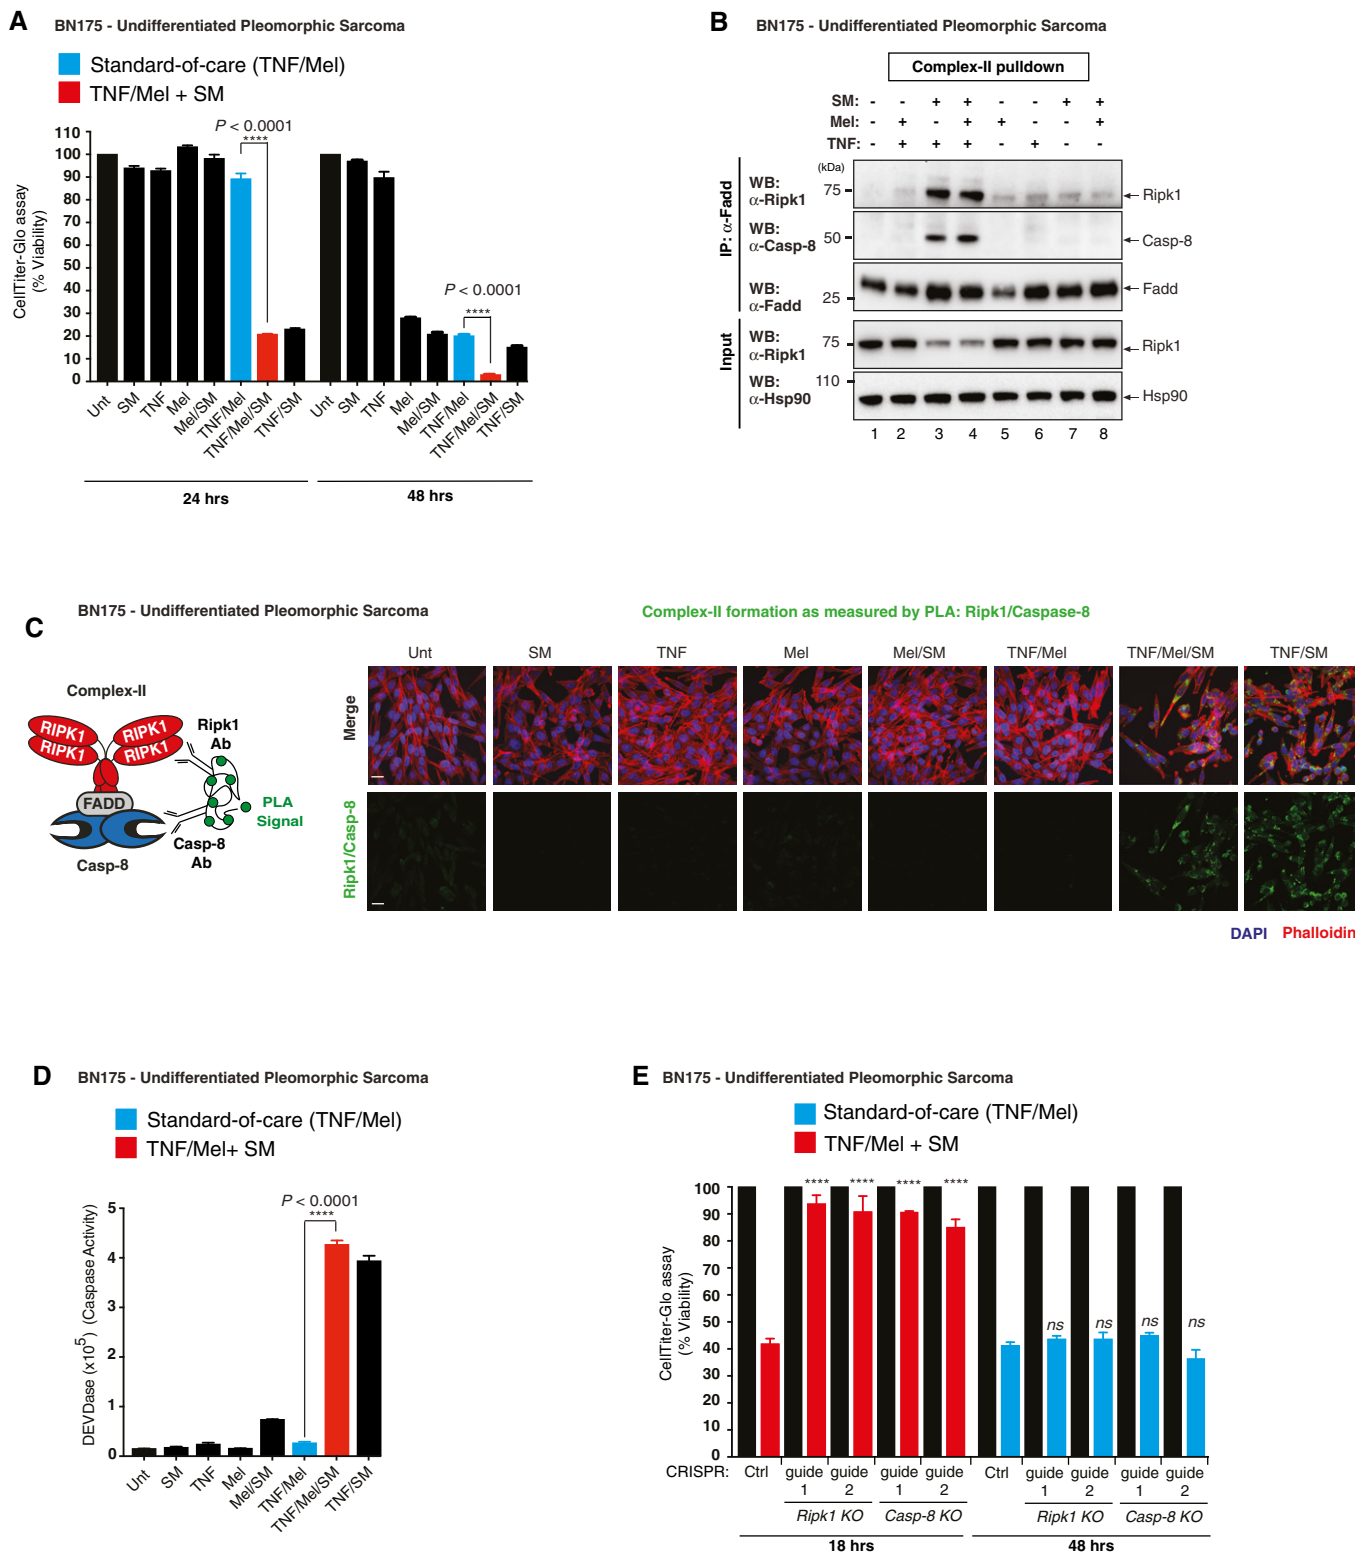 A
BN175 - Undifferentiated Pleomorphic Sarcoma
Standard-of-care (TNF/Mel)
TNF/Mel + SM
CellTiter-Glo assay
(% Viability)
110
100
90
80
70
60
50
40
30
20
10
0
P < 0.0001
****
P < 0.0001
****
Unt
SM
TNF
Mel
Mel/SM
TNF/Mel
TNF/Mel/SM
TNF/SM
Unt
SM
TNF
Mel
Mel/SM
TNF/Mel
TNF/Mel/SM
TNF/SM
24 hrs
48 hrs
B
BN175 - Undifferentiated Pleomorphic Sarcoma
Complex-II pulldown
SM: - - + + - - + +
Mel: - + - + + - - +
TNF: - + + + - + - -
(kDa)
IP: α-Fadd
WB:
α-Ripk1
75
Ripk1
WB:
α-Casp-8
50
Casp-8
WB:
α-Fadd
25
Fadd
Input
WB:
α-Ripk1
75
Ripk1
WB:
α-Hsp90
110
Hsp90
1 2 3 4 5 6 7 8
C
BN175 - Undifferentiated Pleomorphic Sarcoma
Complex-II formation as measured by PLA: Ripk1/Caspase-8
Complex-II
RIPK1
RIPK1
RIPK1
RIPK1
FADD
Casp-8
Ripk1
Ab
PLA
Signal
Casp-8
Ab
Unt
SM
TNF
Mel
Mel/SM
TNF/Mel
TNF/Mel/SM
TNF/SM
Merge
Ripk1/Casp-8
DAPI Phalloidin
D
BN175 - Undifferentiated Pleomorphic Sarcoma
Standard-of-care (TNF/Mel)
TNF/Mel+ SM
DEVDase (x10⁵) (Caspase Activity)
5
4
3
2
1
0
P < 0.0001
****
Unt
SM
TNF
Mel
Mel/SM
TNF/Mel
TNF/Mel/SM
TNF/SM
E
BN175 - Undifferentiated Pleomorphic Sarcoma
Standard-of-care (TNF/Mel)
TNF/Mel + SM
CellTiter-Glo assay
(% Viability)
100
90
80
70
60
50
40
30
20
10
0
**** **** **** ****
ns ns ns ns
CRISPR: Ctrl guide guide guide guide Ctrl guide guide guide guide
1 2 1 2 1 2 1 2
Ripk1 KO Casp-8 KO Ripk1 KO Casp-8 KO
18 hrs 48 hrs